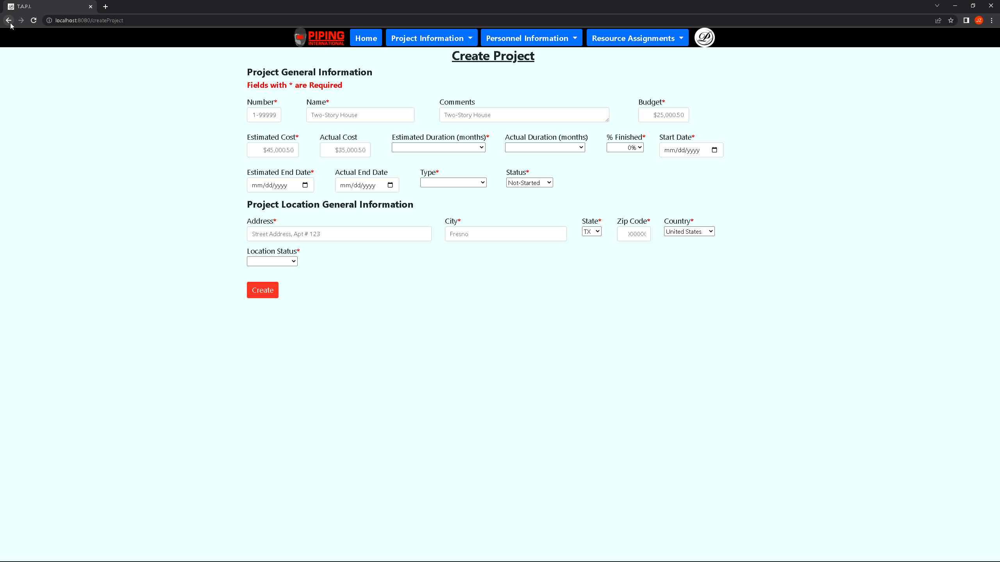 T.A.P.I.
localhost:8080/createProject
JZ
PIPING INTERNATIONAL Home Project Information Personnel Information Resource Assignments
Create Project
Project General Information
Fields with * are Required
Number* Name* Comments Budget*
1-99999 Two-Story House Two-Story House $25,000.50
Estimated Cost* Actual Cost Estimated Duration (months)* Actual Duration (months) % Finished* Start Date*
$45,000.50 $35,000.50 0% mm/dd/yyyy
Estimated End Date* Actual End Date Type* Status*
mm/dd/yyyy mm/dd/yyyy Not-Started
Project Location General Information
Address* City* State* Zip Code* Country*
Street Address, Apt # 123 Fresno TX XXXXX United States
Location Status*
Create